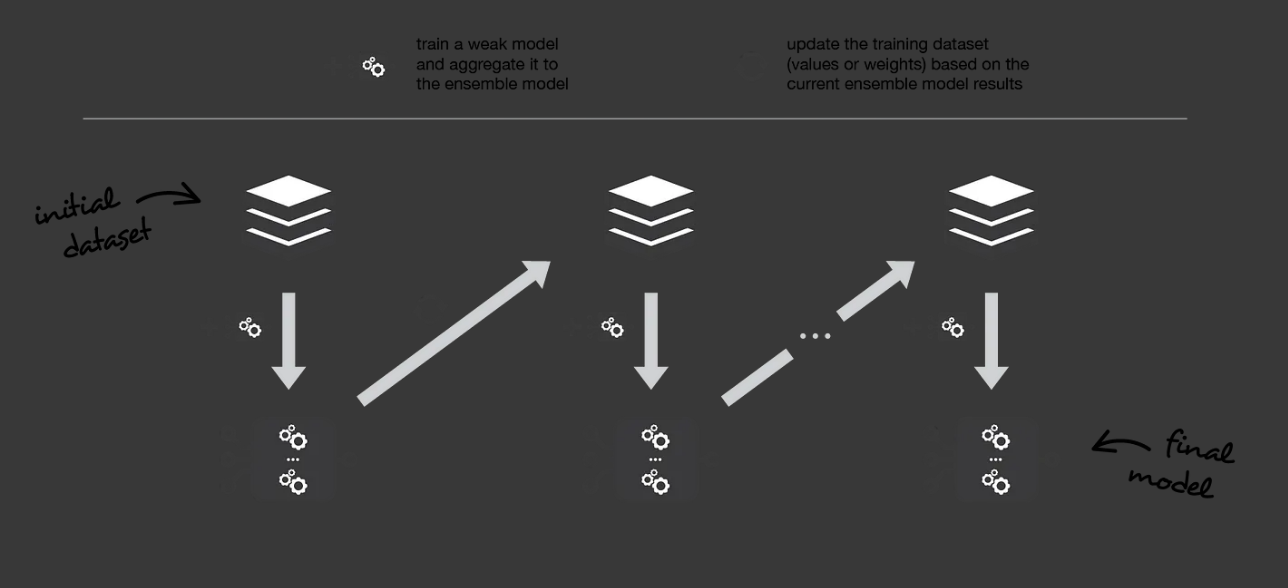 train a weak model
and aggregate it to
the ensemble model
update the training dataset
(values or weights) based on the
current ensemble model results
initial
dataset
final
model